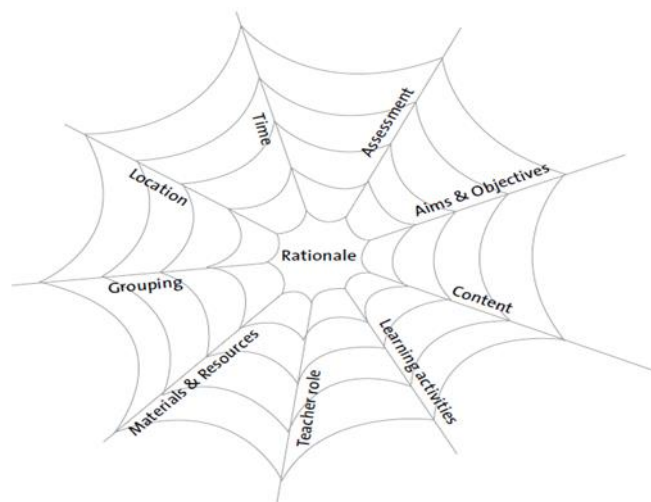 Time
Assessment
Location
Aims & Objectives
Rationale
Grouping
Content
Materials & Resources
Teacher role
Learning activities